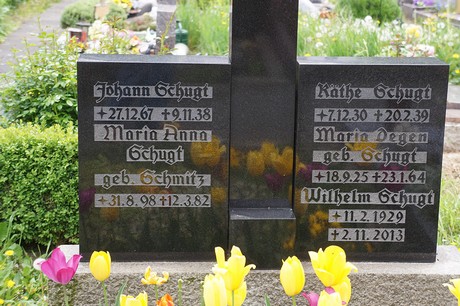 Johann Schugt
*27.12.67 +9.11.38
Maria Anna
Schugt
geb. Schmitz
*31.8.98 +12.3.82
Käthe Schugt
*7.12.30 +20.2.39
Maria Degen
geb. Schugt
*18.9.25 +23.1.64
Wilhelm Schugt
*11.2.1929
+2.11.2013